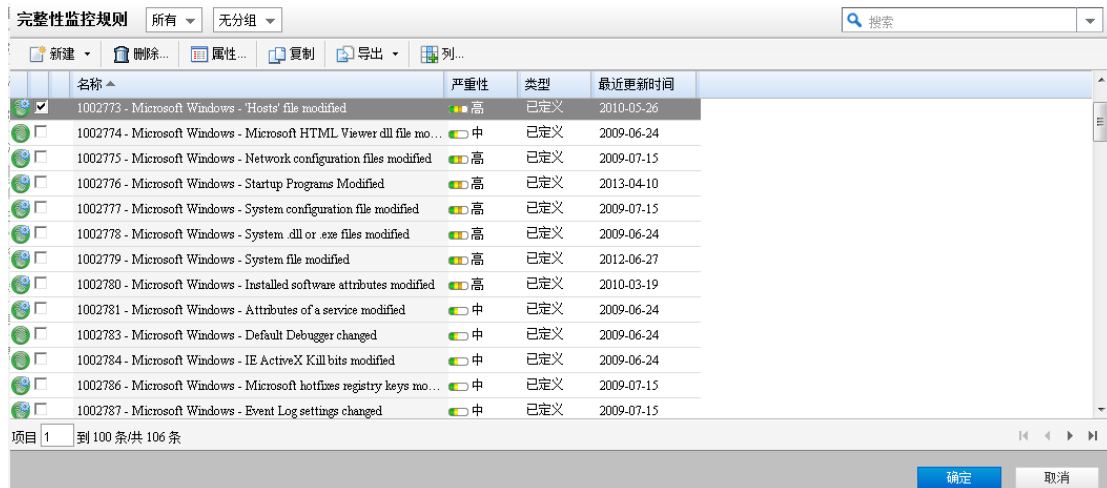 完整性监控规则 所有 无分组 搜索
新建 删除... 属性... 复制 导出 列...
名称 严重性 类型 最近更新时间
1002773 - Microsoft Windows - 'Hosts' file modified 高 已定义 2010-05-26
1002774 - Microsoft Windows - Microsoft HTML Viewer dll file mo... 中 已定义 2009-06-24
1002775 - Microsoft Windows - Network configuration files modified 高 已定义 2009-07-15
1002776 - Microsoft Windows - Startup Programs Modified 高 已定义 2013-04-10
1002777 - Microsoft Windows - System configuration file modified 高 已定义 2009-07-15
1002778 - Microsoft Windows - System .dll or .exe files modified 高 已定义 2009-06-24
1002779 - Microsoft Windows - System file modified 高 已定义 2012-06-27
1002780 - Microsoft Windows - Installed software attributes modified 高 已定义 2010-03-19
1002781 - Microsoft Windows - Attributes of a service modified 中 已定义 2009-06-24
1002783 - Microsoft Windows - Default Debugger changed 中 已定义 2009-06-24
1002784 - Microsoft Windows - IE ActiveX Kill bits modified 中 已定义 2009-06-24
1002786 - Microsoft Windows - Microsoft hotfixes registry keys mo... 中 已定义 2009-07-15
1002787 - Microsoft Windows - Event Log settings changed 中 已定义 2009-07-15
项目 1 到 100 条/共 106 条
确定 取消